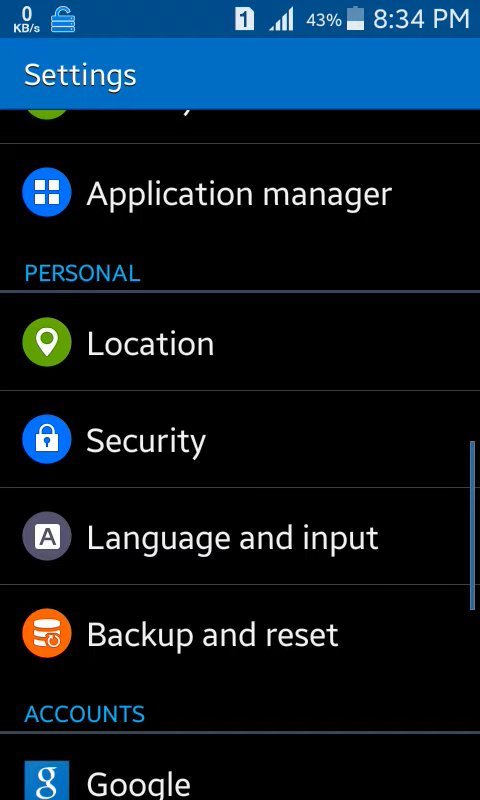 0
KB/s
1
43%
8:34 PM
Settings
Application manager
PERSONAL
Location
Security
A
Language and input
Backup and reset
ACCOUNTS
g
Google